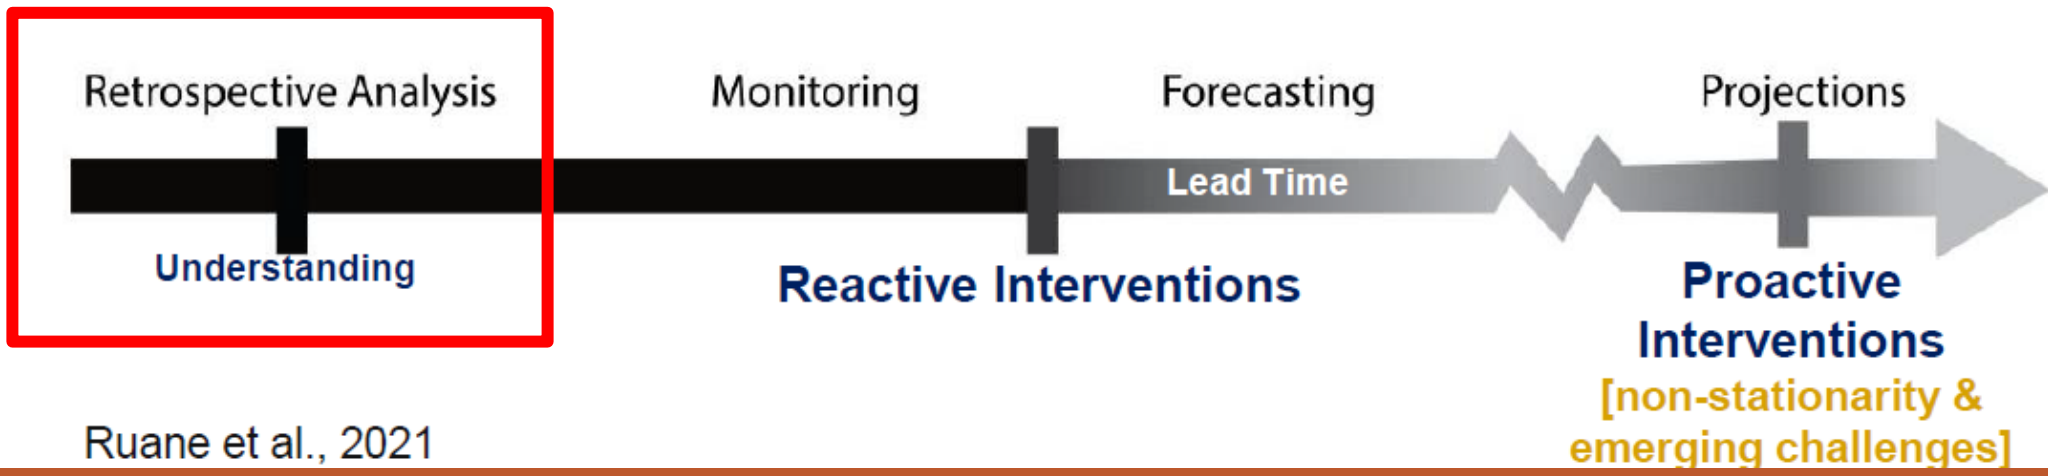 Retrospective Analysis
Monitoring
Forecasting
Projections
Lead Time
Understanding
Reactive Interventions
Proactive
Interventions
[non-stationarity &
emerging challenges]
Ruane et al., 2021